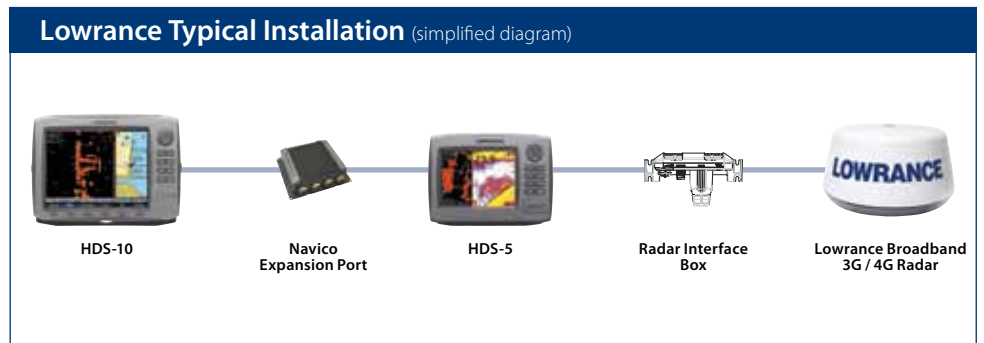 Lowrance Typical Installation (simplified diagram)
HDS-10
Navico
Expansion Port
HDS-5
Radar Interface
Box
LOWRANCE
Lowrance Broadband
3G / 4G Radar